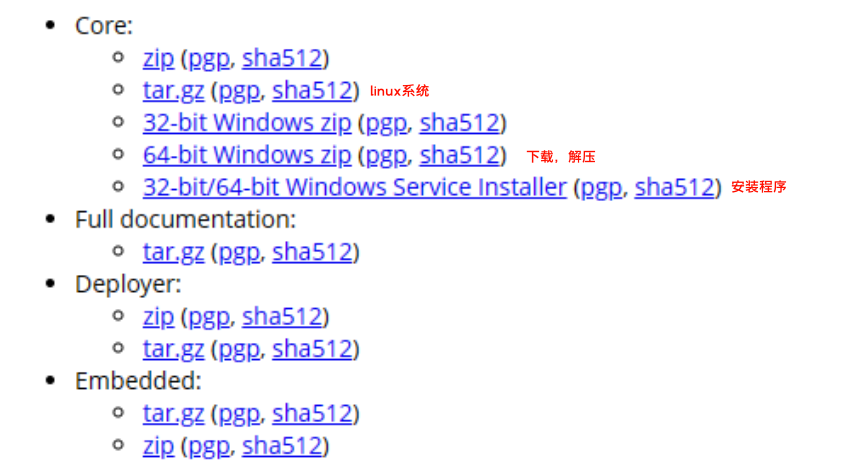 Core:
zip (pgp, sha512)
tar.gz (pgp, sha512) linux系统
32-bit Windows zip (pgp, sha512)
64-bit Windows zip (pgp, sha512) 下载，解压
32-bit/64-bit Windows Service Installer (pgp, sha512) 安装程序
Full documentation:
tar.gz (pgp, sha512)
Deployer:
zip (pgp, sha512)
tar.gz (pgp, sha512)
Embedded:
tar.gz (pgp, sha512)
zip (pgp, sha512)